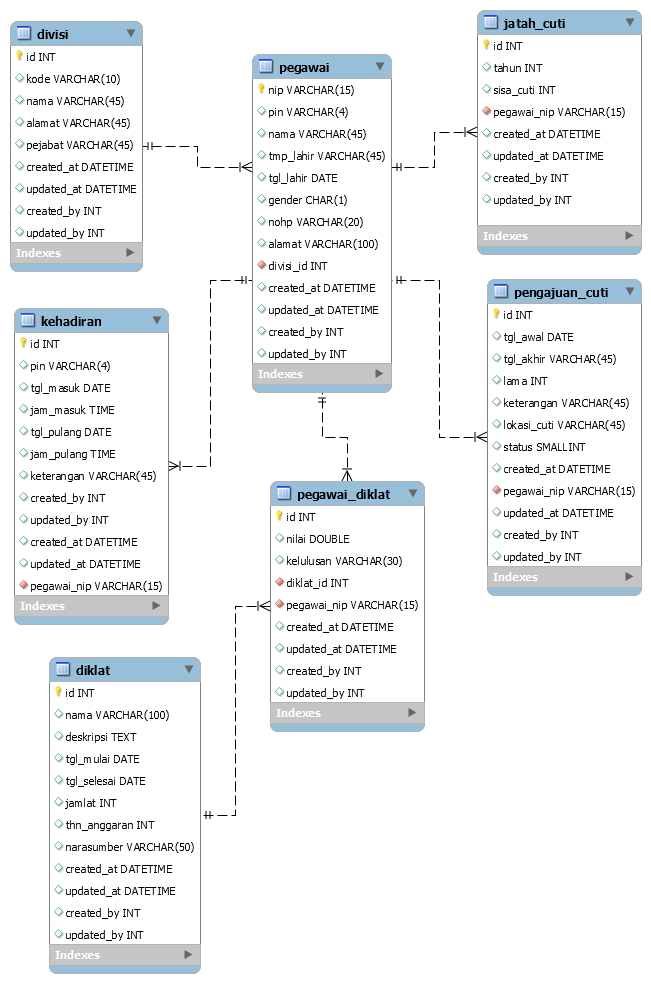 divisi
id INT
kode VARCHAR(10)
nama VARCHAR(45)
alamat VARCHAR(45)
pejabat VARCHAR(45)
created_at DATETIME
updated_at DATETIME
created_by INT
updated_by INT
Indexes
pegawai
nip VARCHAR(15)
pin VARCHAR(4)
nama VARCHAR(45)
tmp_lahir VARCHAR(45)
tgl_lahir DATE
gender CHAR(1)
nohp VARCHAR(20)
alamat VARCHAR(100)
divisi_id INT
created_at DATETIME
updated_at DATETIME
created_by INT
updated_by INT
Indexes
jatah_cuti
id INT
tahun INT
sisa_cuti INT
pegawai_nip VARCHAR(15)
created_at DATETIME
updated_at DATETIME
created_by INT
updated_by INT
Indexes
kehadiran
id INT
pin VARCHAR(4)
tgl_masuk DATE
jam_masuk TIME
tgl_pulang DATE
jam_pulang TIME
keterangan VARCHAR(45)
created_by INT
updated_by INT
created_at DATETIME
updated_at DATETIME
pegawai_nip VARCHAR(15)
Indexes
pengajuan_cuti
id INT
tgl_awal DATE
tgl_akhir VARCHAR(45)
lama INT
keterangan VARCHAR(45)
lokasi_cuti VARCHAR(45)
status SMALLINT
created_at DATETIME
pegawai_nip VARCHAR(15)
updated_at DATETIME
created_by INT
updated_by INT
Indexes
pegawai_diklat
id INT
nilai DOUBLE
kelulusan VARCHAR(30)
diklat_id INT
pegawai_nip VARCHAR(15)
created_at DATETIME
updated_at DATETIME
created_by INT
updated_by INT
Indexes
diklat
id INT
nama VARCHAR(100)
deskripsi TEXT
tgl_mulai DATE
tgl_selesai DATE
jamlat INT
thn_anggaran INT
narasumber VARCHAR(50)
created_at DATETIME
updated_at DATETIME
created_by INT
updated_by INT
Indexes